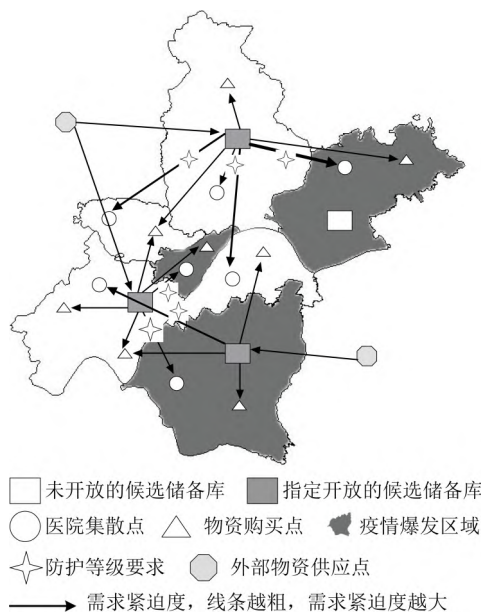 未开放的候选储备库 指定开放的候选储备库
医院集散点 物资购买点 疫情爆发区域
防护等级要求 外部物资供应点
需求紧迫度，线条越粗，需求紧迫度越大